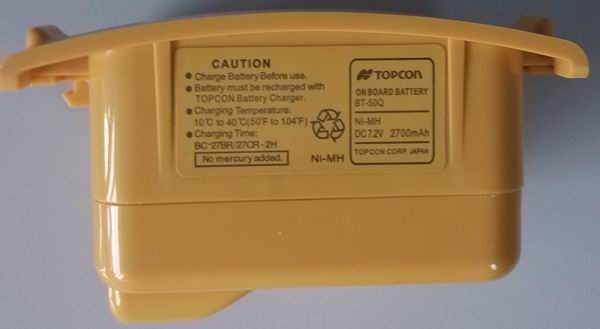 CAUTION
● Charge Battery Before use.
● Battery must be recharged with
TOPCON Battery Charger.
● Charging Temperature:
10°C to 40°C(50°F to 104°F)
● Charging Time:
BC-27BR/27CR-2H
No mercury added.
Ni-MH
TOPCON
ON BOARD BATTERY
BT-50Q
Ni-MH
DC7.2V 2700mAh
TOPCON CORP. JAPAN